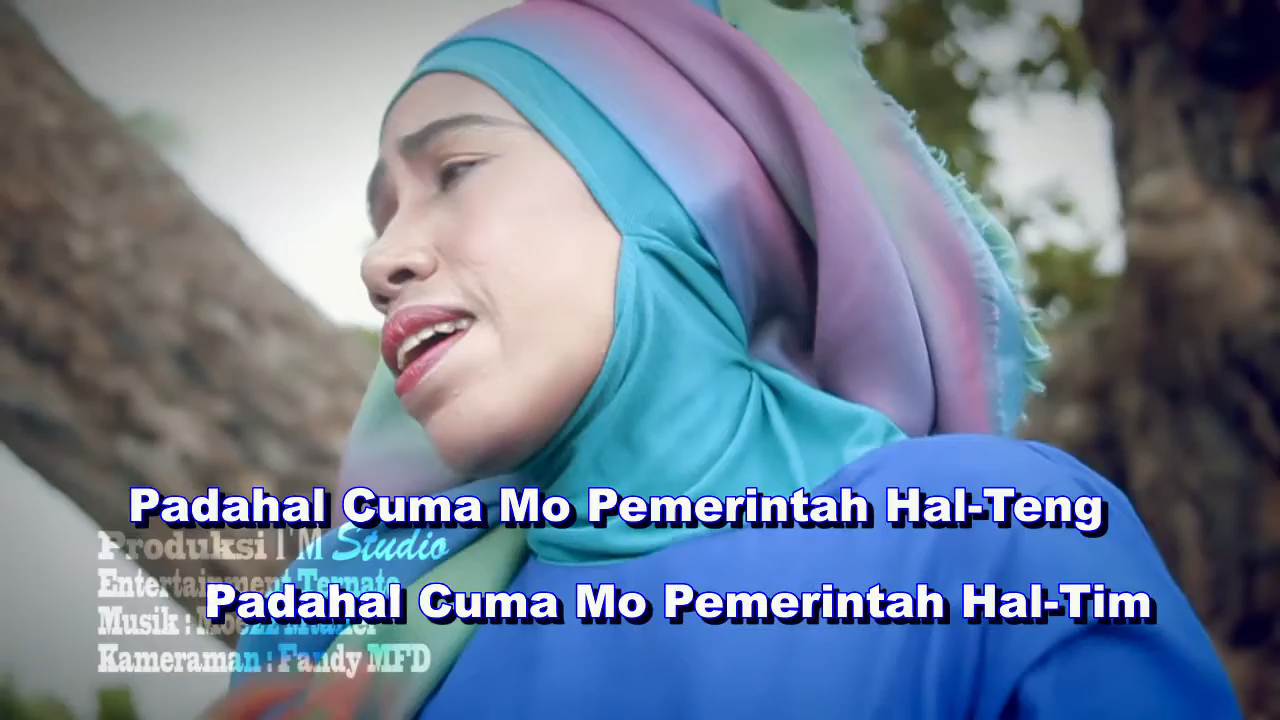 Padahal Cuma Mo Pemerintah Hal-Teng
Produksi I'M Studio
Entertainment Ternate
Padahal Cuma Mo Pemerintah Hal-Tim
Musik :
Kameraman : Fandy MFD